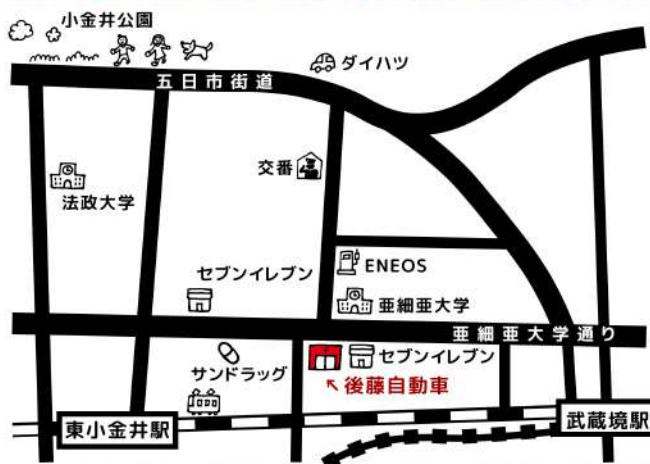 小金井公園
ダイハツ
五日市街道
交番
法政大学
ENEOS
セブンイレブン
亜細亜大学
亜細亜大学通り
セブンイレブン
サンドラッグ
後藤自動車
東小金井駅
武蔵境駅